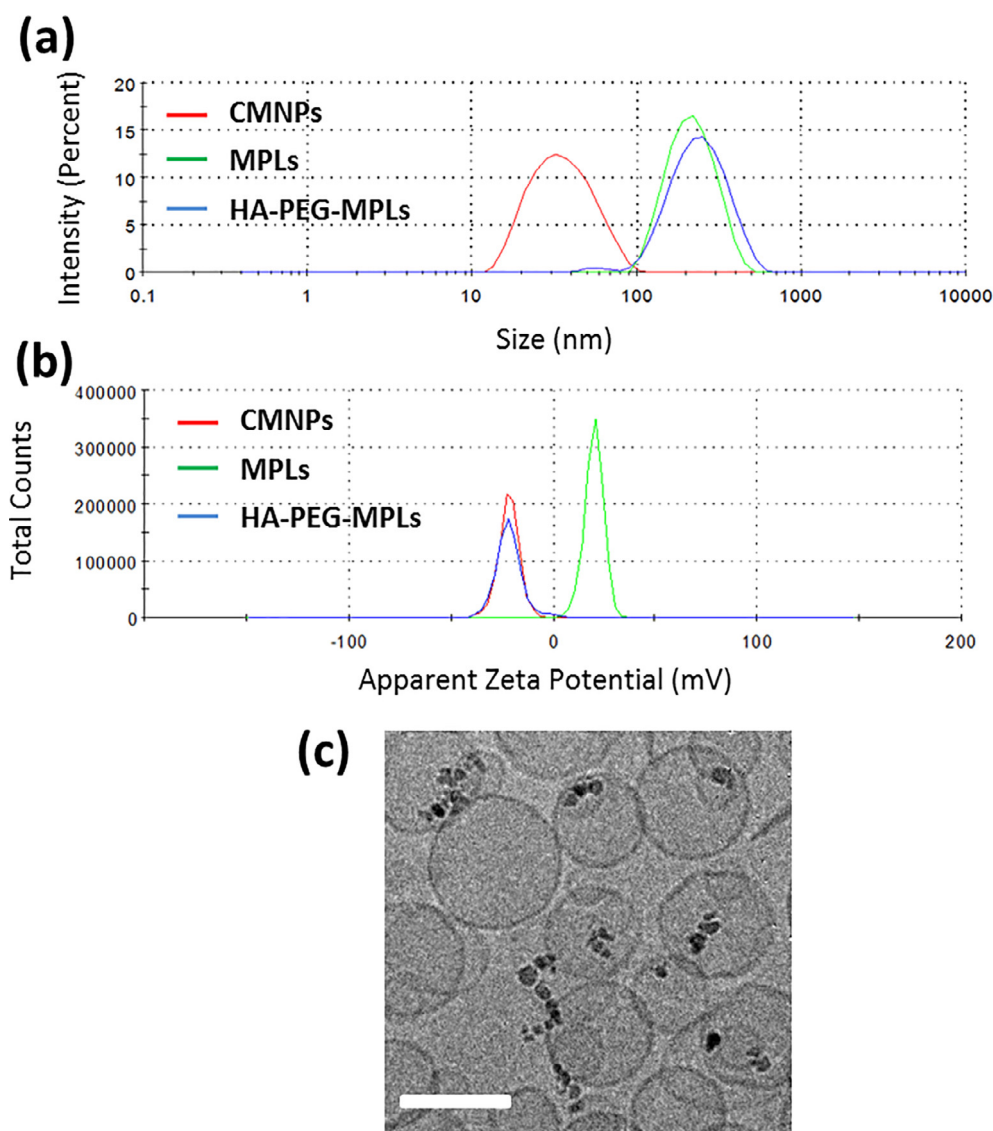 (a)
Intensity (Percent)
20
15
10
5
0
CMNPs
MPLs
HA-PEG-MPLs
0.1 1 10 100 1000 10000
Size (nm)
(b)
Total Counts
400000
300000
200000
100000
0
CMNPs
MPLs
HA-PEG-MPLs
-100 0 100 200
Apparent Zeta Potential (mV)
(c)